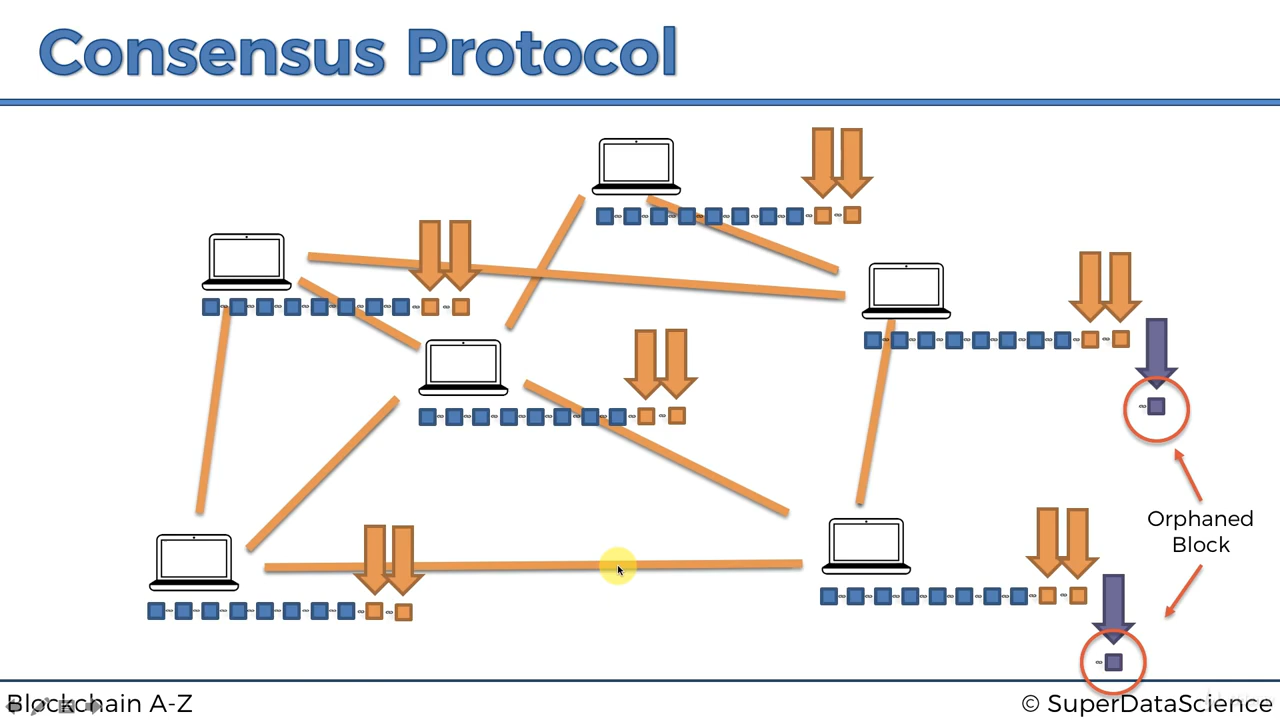 Consensus Protocol
Orphaned
Block
Blockchain A-Z
© SuperDataScience